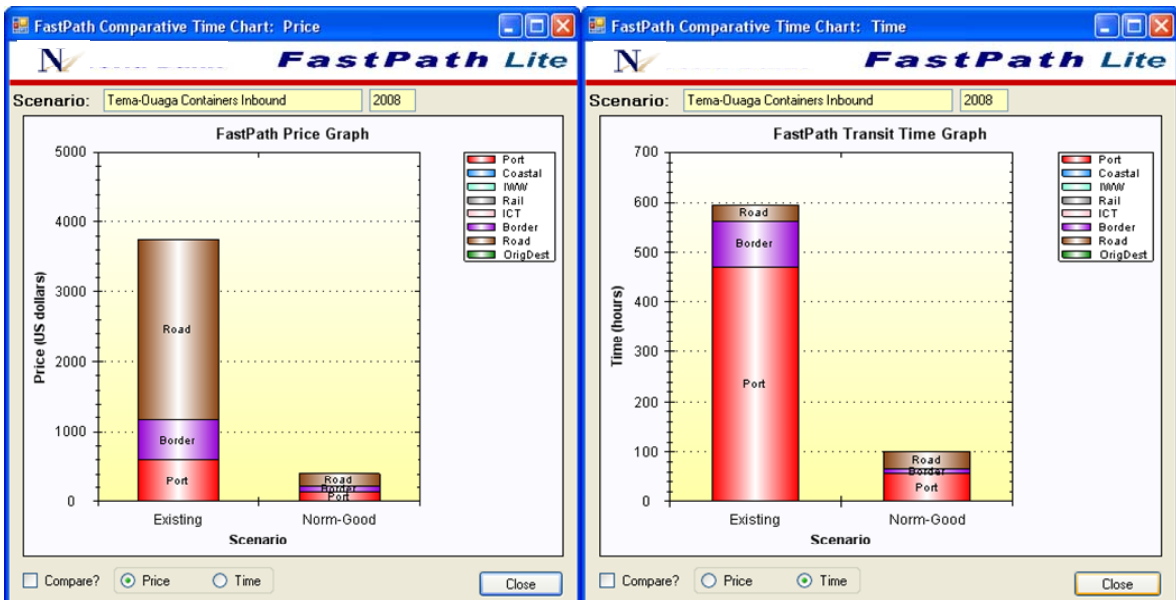 FastPath Comparative Time Chart: Price
N
FastPath Lite
Scenario: Tema-Ouaga Containers Inbound 2008
FastPath Price Graph
5000
4000
3000
2000
1000
0
Price (US dollars)
Road
Border
Port
Road
Border
Port
Existing
Norm-Good
Scenario
Port
Coastal
IWW
Rail
ICT
Border
Road
OrigDest
Compare? Price Time
Close
FastPath Comparative Time Chart: Time
N
FastPath Lite
Scenario: Tema-Ouaga Containers Inbound 2008
FastPath Transit Time Graph
700
600
500
400
300
200
100
0
Time (hours)
Road
Border
Port
Road
Border
Port
Existing
Norm-Good
Scenario
Port
Coastal
IWW
Rail
ICT
Border
Road
OrigDest
Compare? Price Time
Close